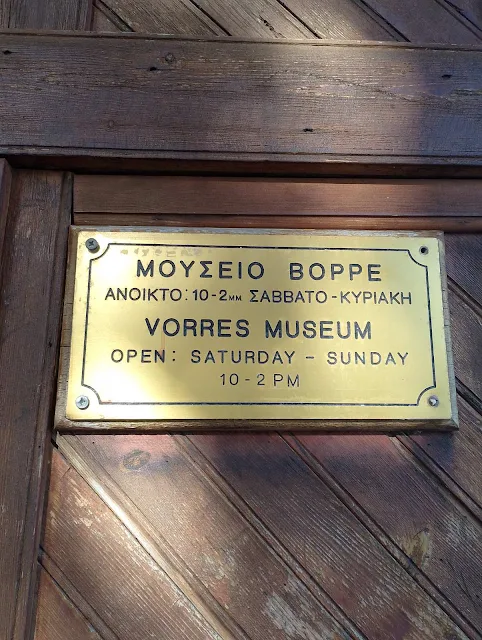 ΜΟΥΣΕΙΟ ΒΟΡΡΕ
ΑΝΟΙΚΤΟ: 10-2μμ ΣΑΒΒΑΤΟ-ΚΥΡΙΑΚΗ
VORRES MUSEUM
OPEN: SATURDAY - SUNDAY
10-2 PM